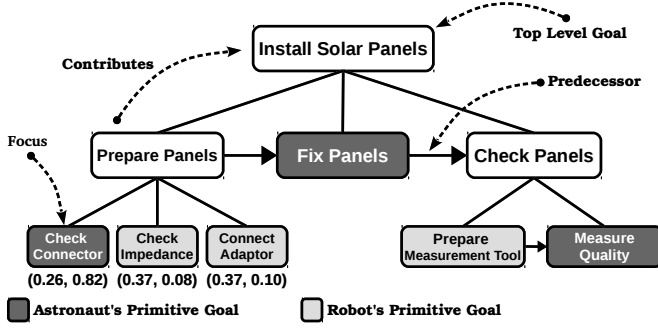 Install Solar Panels
Top Level Goal
Contributes
Predecessor
Focus
Prepare Panels
Fix Panels
Check Panels
Check
Connector
Check
Impedance
Connect
Adaptor
Prepare
Measurement Tool
Measure
Quality
(0.26, 0.82) (0.37, 0.08) (0.37, 0.10)
Astronaut's Primitive Goal
Robot's Primitive Goal